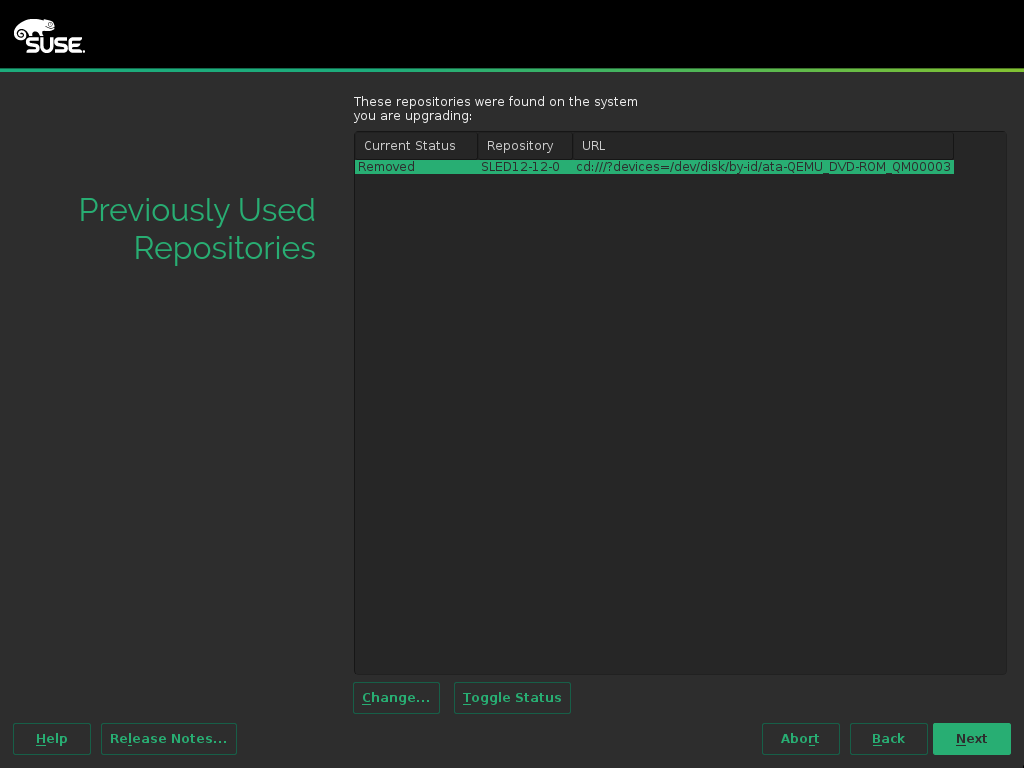 SUSE.
These repositories were found on the system
you are upgrading:
Current Status Repository URL
Removed SLED12-12-0 cd:///?devices=/dev/disk/by-id/ata-QEMU_DVD-ROM_QM00003
Previously Used
Repositories
Change... Toggle Status
Help Release Notes... Abort Back Next